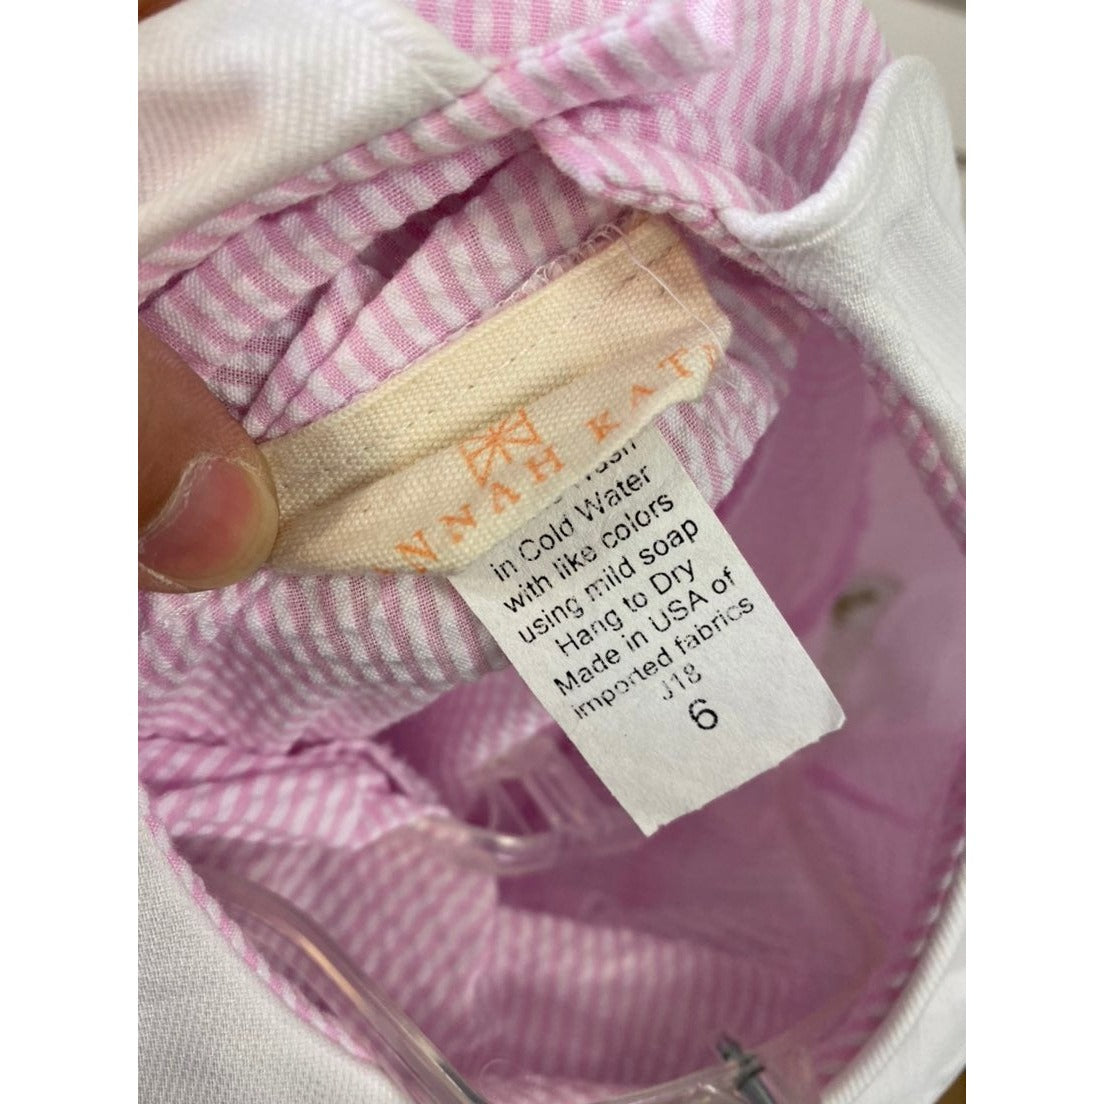 NNAH KAT
in Cold Water
with like colors
using mild soap
Hang to Dry
Made in USA of
imported fabrics
J18
6